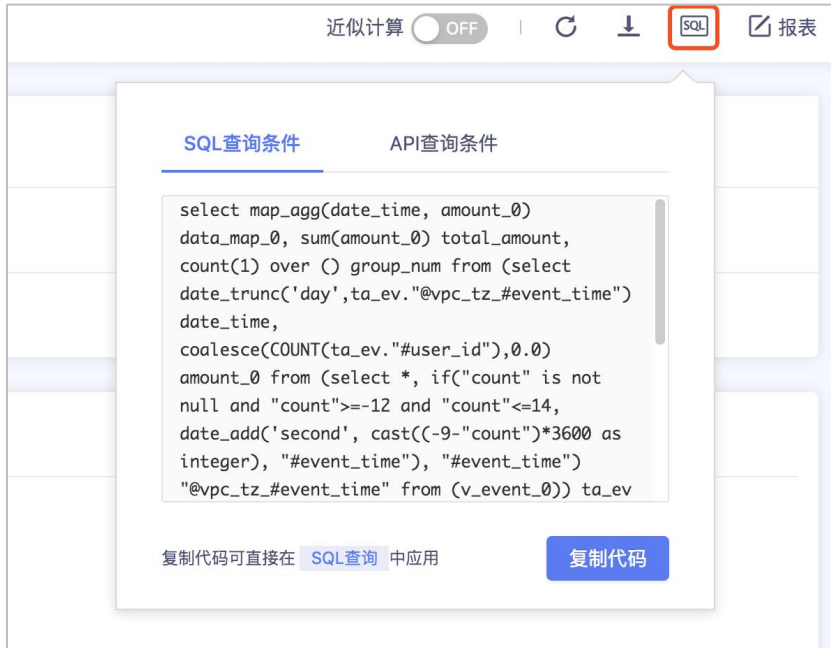 近似计算 OFF SQL 报表
SQL查询条件 API查询条件
select map_agg(date_time, amount_0)
data_map_0, sum(amount_0) total_amount,
count(1) over () group_num from (select
date_trunc('day',ta_ev."@vpc_tz_#event_time")
date_time,
coalesce(COUNT(ta_ev."#user_id"),0.0)
amount_0 from (select *, if("count" is not
null and "count">=-12 and "count"<=14,
date_add('second', cast((-9-"count")*3600 as
integer), "#event_time"), "#event_time")
"@vpc_tz_#event_time" from (v_event_0)) ta_ev
复制代码可直接在 SQL查询 中应用 复制代码